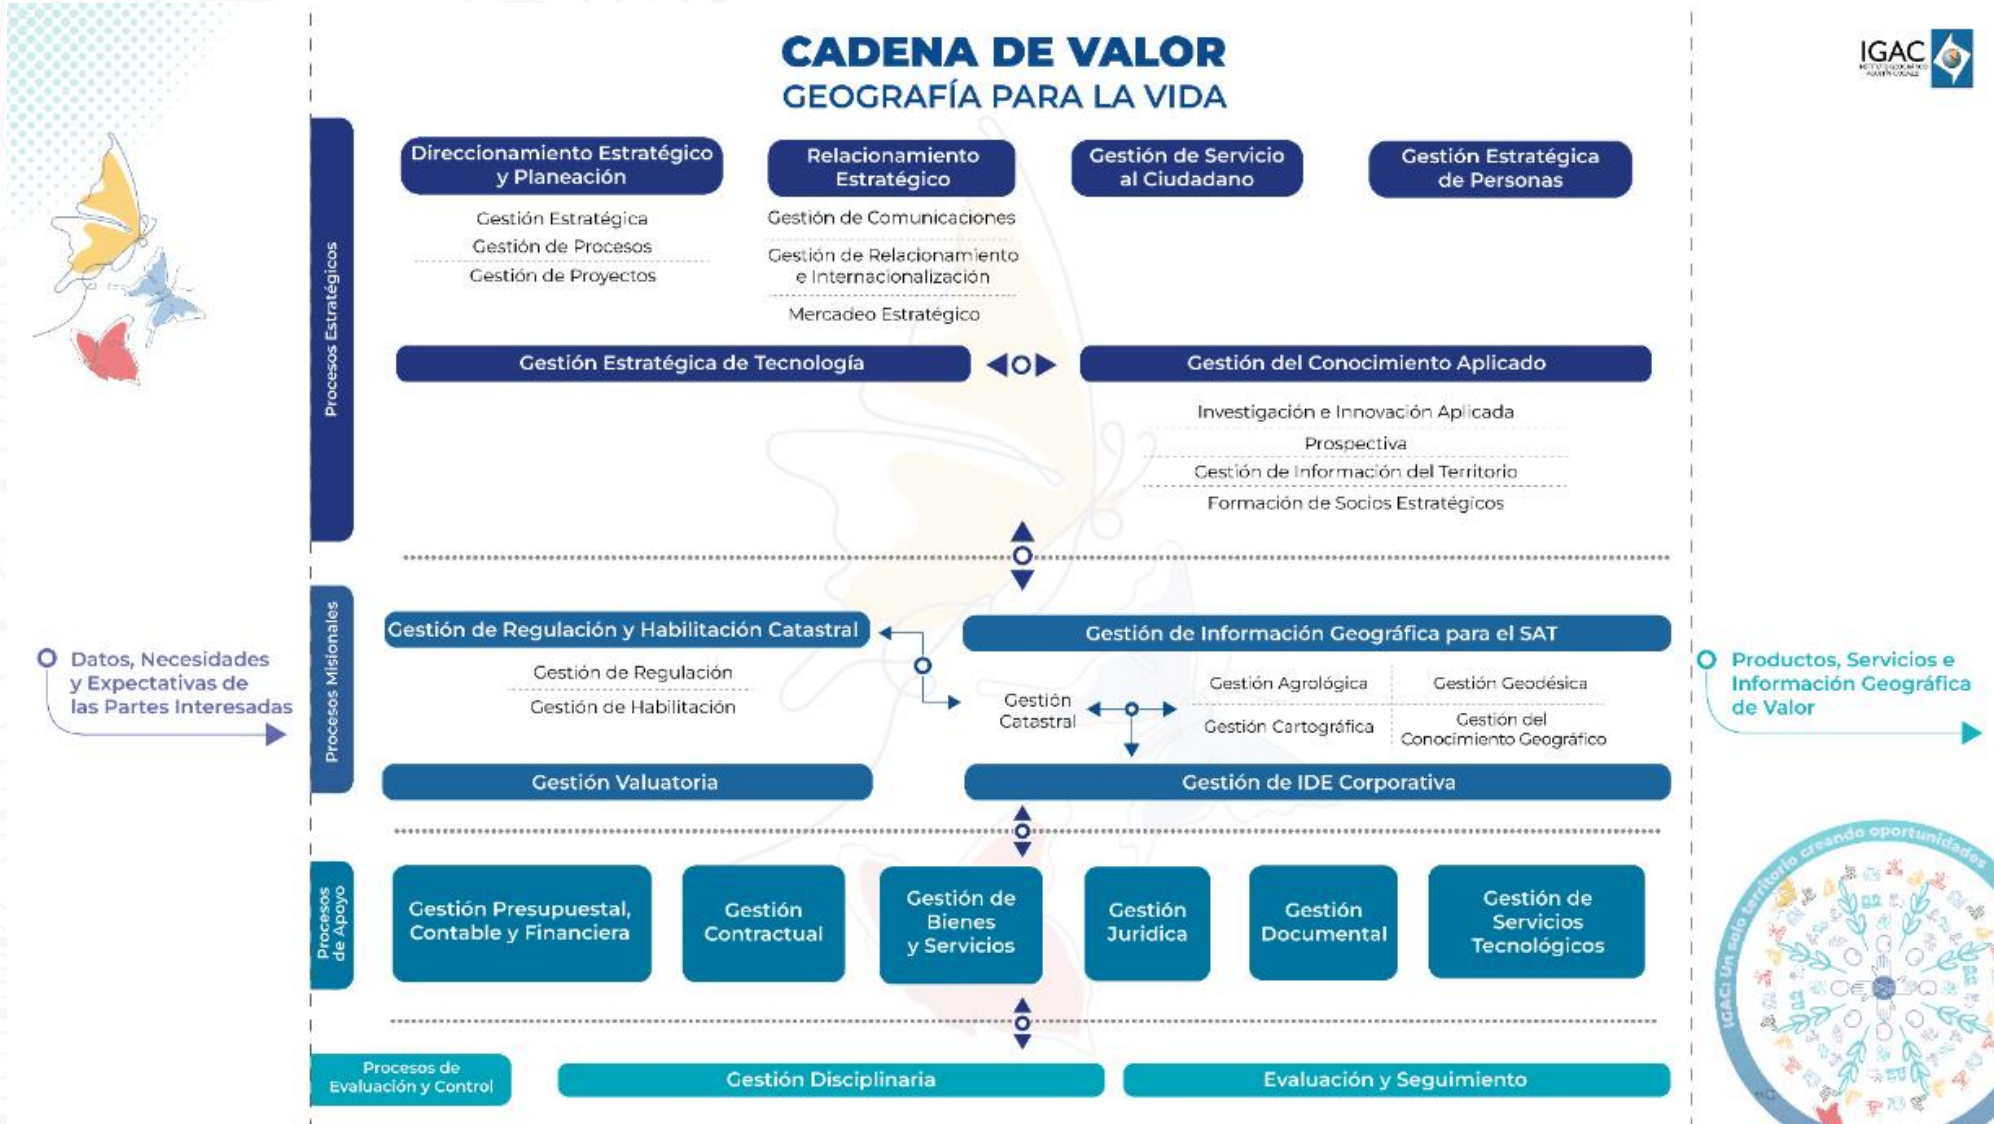 CADENA DE VALOR
GEOGRAFÍA PARA LA VIDA
IGAC
Procesos Estratégicos
Direccionamiento Estratégico
y Planeación
Gestión Estratégica
Gestión de Procesos
Gestión de Proyectos
Relacionamiento
Estratégico
Gestión de Comunicaciones
Gestión de Relacionamiento
e Internacionalización
Mercadeo Estratégico
Gestión de Servicio
al Ciudadano
Gestión Estratégica
de Personas
Gestión Estratégica de Tecnología
Gestión del Conocimiento Aplicado
Investigación e Innovación Aplicada
Prospectiva
Gestión de Información del Territorio
Formación de Socios Estratégicos
Datos, Necesidades
y Expectativas de
las Partes Interesadas
Procesos Misionales
Gestión de Regulación y Habilitación Catastral
Gestión de Regulación
Gestión de Habilitación
Gestión Valuatoria
Gestión de Información Geográfica para el SAT
Gestión
Catastral
Gestión Agrológica
Gestión Geodésica
Gestión Cartográfica
Gestión del
Conocimiento Geográfico
Gestión de IDE Corporativa
Productos, Servicios e
Información Geográfica
de Valor
Procesos
de Apoyo
Gestión Presupuestal,
Contable y Financiera
Gestión
Contractual
Gestión de
Bienes
y Servicios
Gestión
Juridica
Gestión
Documental
Gestión de
Servicios
Tecnológicos
Procesos de
Evaluación y Control
Gestión Disciplinaria
Evaluación y Seguimiento
IGAC: Un solo territorio creando oportunidades